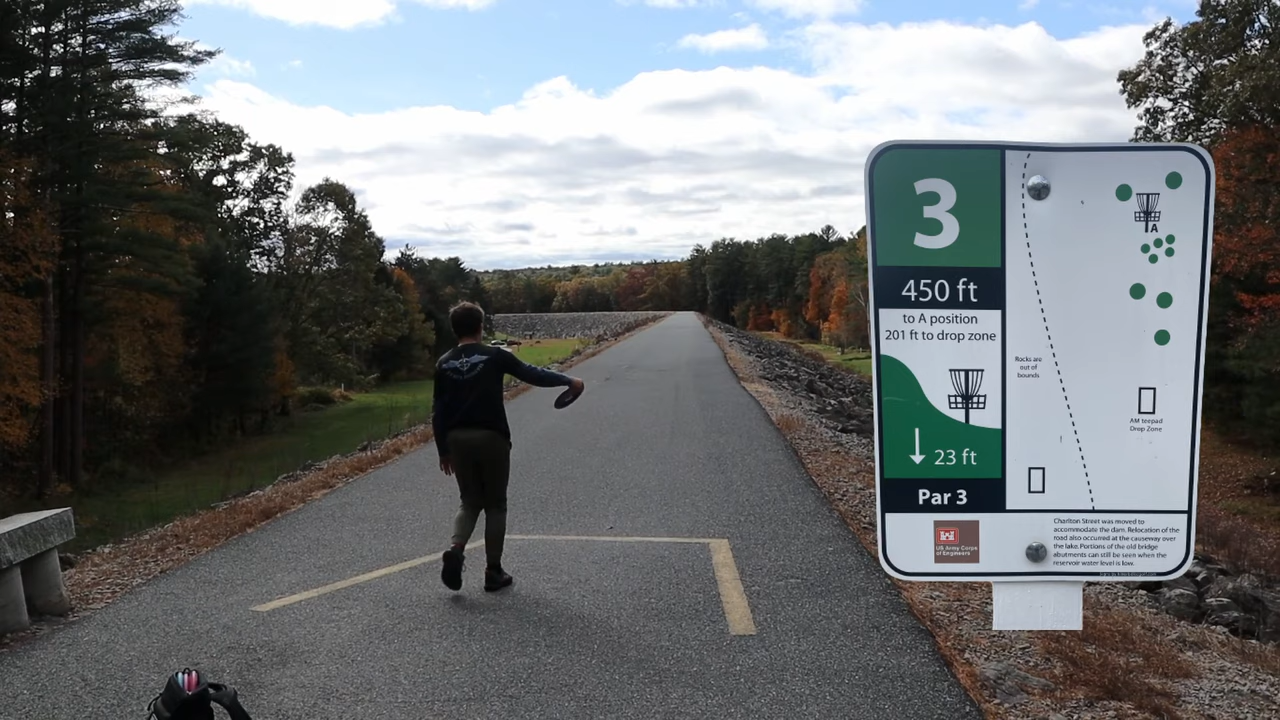 3
450 ft
to A position
201 ft to drop zone
23 ft
Par 3
A
Rocks are
out of
bounds
AM teepad
Drop Zone
US Army Corps
of Engineers
Charlton Street was moved to
accommodate the dam. Relocation of the
road also occurred at the causeway over
the lake. Portions of the old bridge
abutments can still be seen when the
reservoir water level is low.